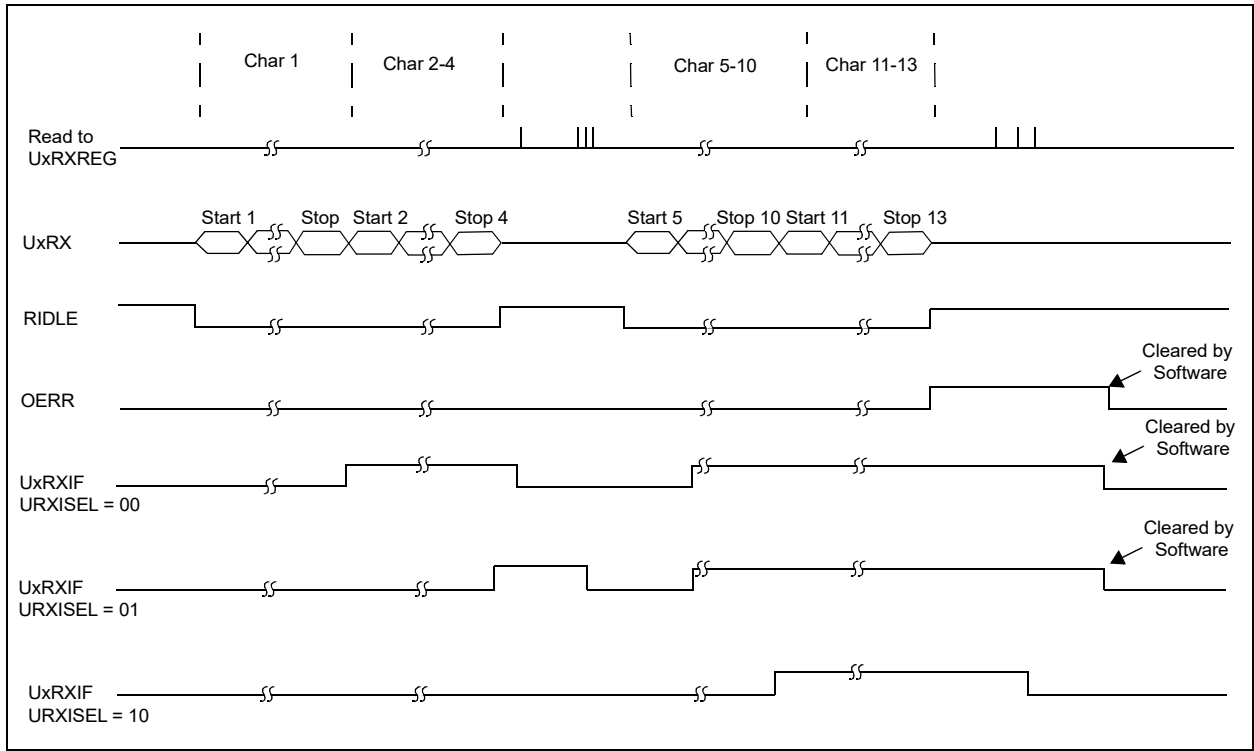 Char 1
Char 2-4
Char 5-10
Char 11-13
Read to
UxRXREG
Start 1
Stop
Start 2
Stop 4
Start 5
Stop 10
Start 11
Stop 13
UxRX
RIDLE
Cleared by
Software
OERR
Cleared by
Software
UxRXIF
URXISEL = 00
Cleared by
Software
UxRXIF
URXISEL = 01
UxRXIF
URXISEL = 10